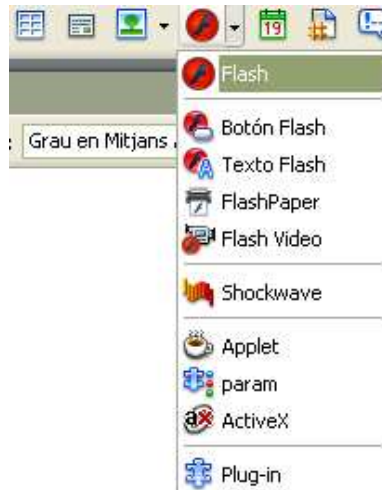 19
Flash
: Grau en Mitjans
Botón Flash
Texto Flash
FlashPaper
Flash Video
Shockwave
Applet
param
ActiveX
Plug-in